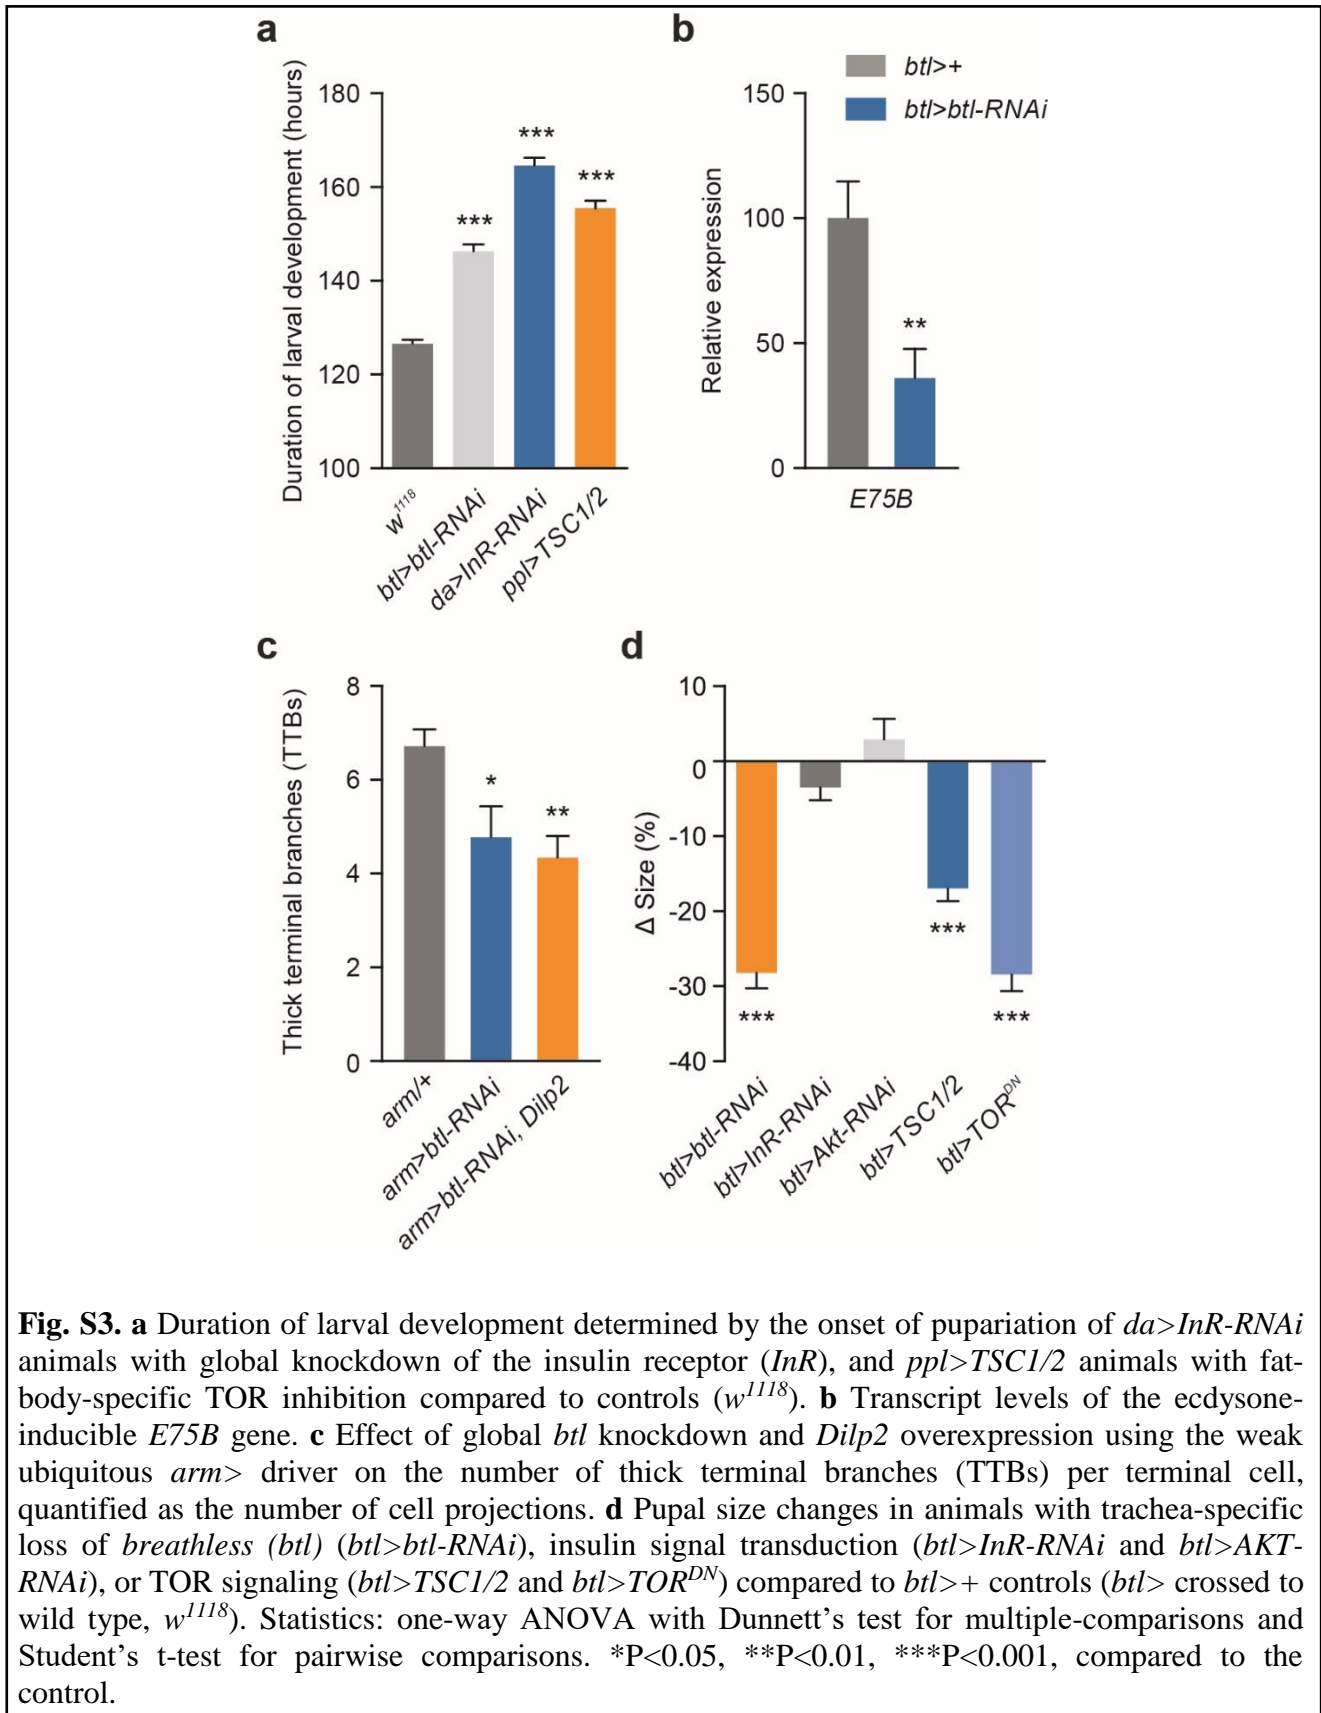 a
Duration of larval development (hours)
180
160
140
120
100
***
***
***
w1118
btl>btl-RNAi
da>InR-RNAi
ppl>TSC1/2
b
btl>+
btl>btl-RNAi
Relative expression
150
100
50
0
**
E75B
c
Thick terminal branches (TTBs)
8
6
4
2
0
*
**
arm/+
arm>btl-RNAi
arm>btl-RNAi, Dilp2
d
Δ Size (%)
10
0
-10
-20
-30
-40
***
***
***
btl>btl-RNAi
btl>InR-RNAi
btl>Akt-RNAi
btl>TSC1/2
btl>TORDN
Fig. S3. a Duration of larval development determined by the onset of pupariation of da>InR-RNAi
animals with global knockdown of the insulin receptor (InR), and ppl>TSC1/2 animals with fat-
body-specific TOR inhibition compared to controls (w1118). b Transcript levels of the ecdysone-
inducible E75B gene. c Effect of global btl knockdown and Dilp2 overexpression using the weak
ubiquitous arm> driver on the number of thick terminal branches (TTBs) per terminal cell,
quantified as the number of cell projections. d Pupal size changes in animals with trachea-specific
loss of breathless (btl) (btl>btl-RNAi), insulin signal transduction (btl>InR-RNAi and btl>AKT-
RNAi), or TOR signaling (btl>TSC1/2 and btl>TORDN) compared to btl>+ controls (btl> crossed to
wild type, w1118). Statistics: one-way ANOVA with Dunnett’s test for multiple-comparisons and
Student’s t-test for pairwise comparisons. *P<0.05, **P<0.01, ***P<0.001, compared to the
control.